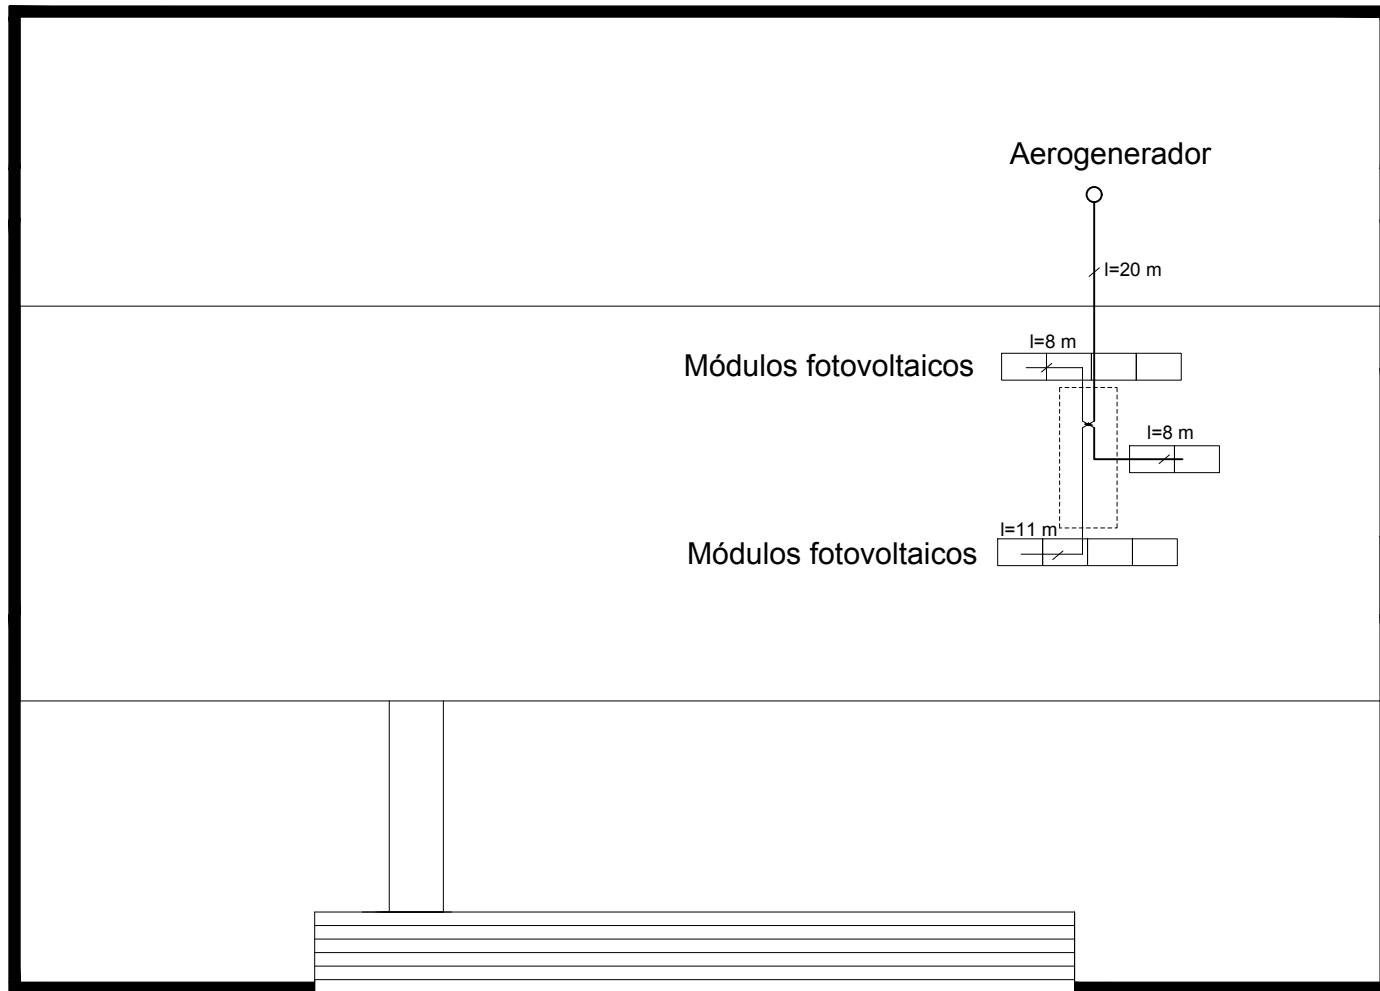 Aerogenerador
l=20 m
l=8 m
Módulos fotovoltaicos
l=8 m
l=11 m
Módulos fotovoltaicos